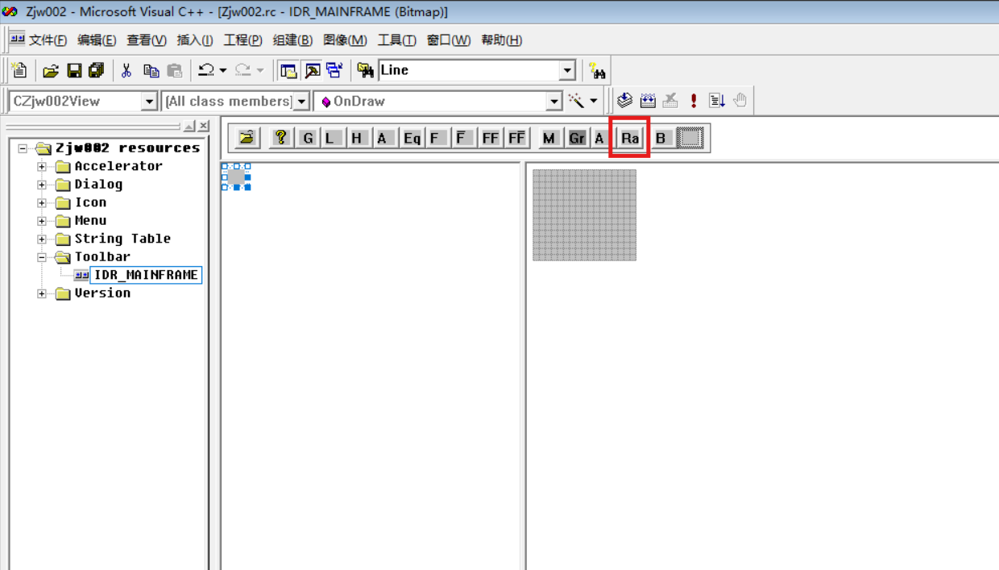 Zjw002 - Microsoft Visual C++ - [Zjw002.rc - IDR_MAINFRAME (Bitmap)]
文件(F) 编辑(E) 查看(V) 插入(I) 工程(P) 组建(B) 图像(M) 工具(T) 窗口(W) 帮助(H)
Line
CZjw002View [All class members] OnDraw
? G L H A Eq F F̅ FF FF̅ M Gr A Ra B
Zjw002 resources
Accelerator
Dialog
Icon
Menu
String Table
Toolbar
IDR_MAINFRAME
Version